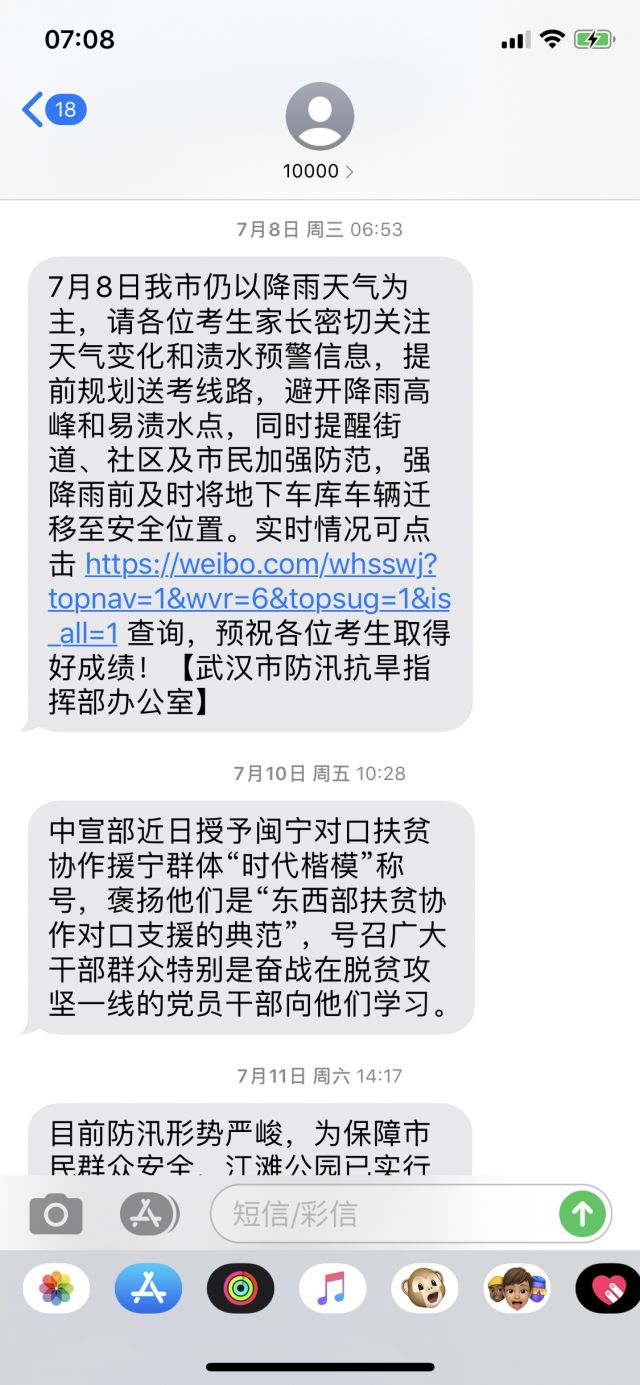 07:08
18
10000
7月8日 周三 06:53
7月8日我市仍以降雨天气为
主，请各位考生家长密切关注
天气变化和渍水预警信息，提
前规划送考线路，避开降雨高
峰和易渍水点，同时提醒街
道、社区及市民加强防范，强
降雨前及时将地下车库车辆迁
移至安全位置。实时情况可点
击 https://weibo.com/whsswj?
topnav=1&wvr=6&topsug=1&is
_all=1 查询，预祝各位考生取得
好成绩！【武汉市防汛抗旱指
挥部办公室】
7月10日 周五 10:28
中宣部近日授予闽宁对口扶贫
协作援宁群体“时代楷模”称
号，褒扬他们是“东西部扶贫协
作对口支援的典范”，号召广大
干部群众特别是奋战在脱贫攻
坚一线的党员干部向他们学习。
7月11日 周六 14:17
目前防汛形势严峻，为保障市
民群众安全，江滩公园已实行
短信/彩信